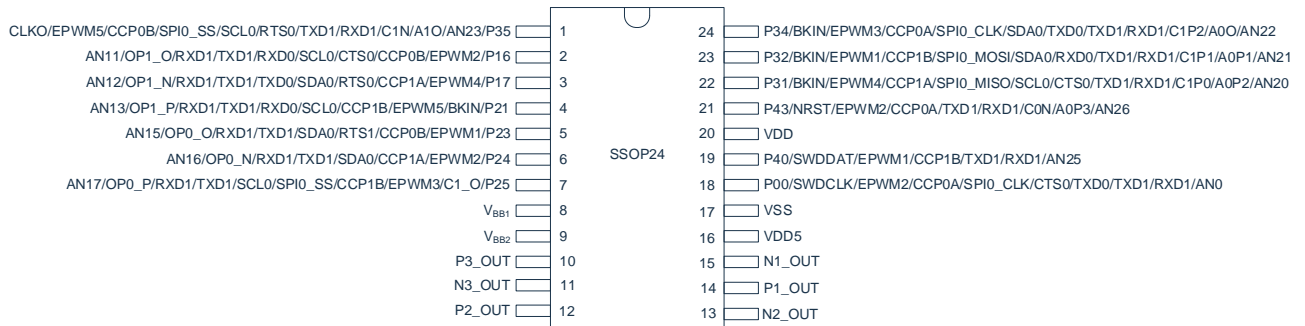 CLKO/EPWM5/CCP0B/SPI0_SS/SCL0/RTS0/TXD1/RXD1/C1N/A1O/AN23/P35 1 24 P34/BKIN/EPWM3/CCP0A/SPI0_CLK/SDA0/TXD0/TXD1/RXD1/C1P2/A0O/AN22
AN11/OP1_O/RXD1/TXD1/RXD0/SCL0/CTS0/CCP0B/EPWM2/P16 2 23 P32/BKIN/EPWM1/CCP1B/SPI0_MOSI/SDA0/RXD0/TXD1/RXD1/C1P1/A0P1/AN21
AN12/OP1_N/RXD1/TXD1/TXD0/SDA0/RTS0/CCP1A/EPWM4/P17 3 22 P31/BKIN/EPWM4/CCP1A/SPI0_MISO/SCL0/CTS0/TXD1/RXD1/C1P0/A0P2/AN20
AN13/OP1_P/RXD1/TXD1/RXD0/SCL0/CCP1B/EPWM5/BKIN/P21 4 21 P43/NRST/EPWM2/CCP0A/TXD1/RXD1/C0N/A0P3/AN26
AN15/OP0_O/RXD1/TXD1/SDA0/RTS1/CCP0B/EPWM1/P23 5 20 VDD
AN16/OP0_N/RXD1/TXD1/SDA0/CCP1A/EPWM2/P24 6 SSOP24 19 P40/SWDDAT/EPWM1/CCP1B/TXD1/RXD1/AN25
AN17/OP0_P/RXD1/TXD1/SCL0/SPI0_SS/CCP1B/EPWM3/C1_O/P25 7 18 P00/SWDCLK/EPWM2/CCP0A/SPI0_CLK/CTS0/TXD0/TXD1/RXD1/AN0
VBB1 8 17 VSS
VBB2 9 16 VDD5
P3_OUT 10 15 N1_OUT
N3_OUT 11 14 P1_OUT
P2_OUT 12 13 N2_OUT